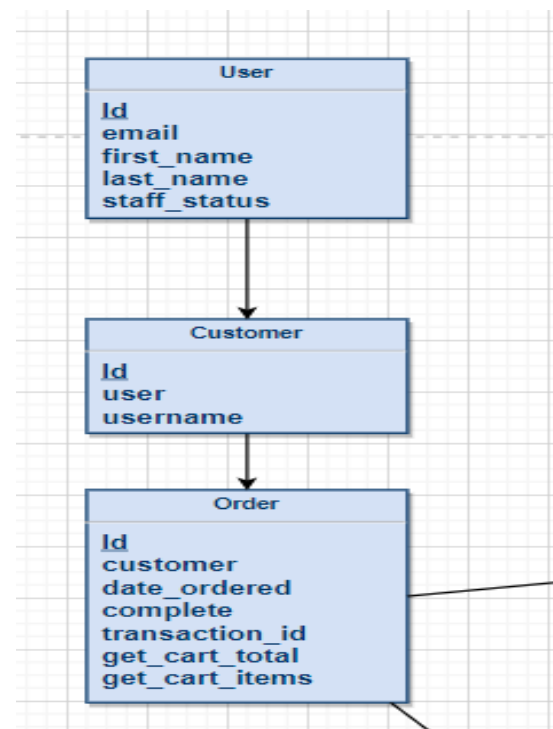 User
Id
email
first_name
last_name
staff_status
Customer
Id
user
username
Order
Id
customer
date_ordered
complete
transaction_id
get_cart_total
get_cart_items